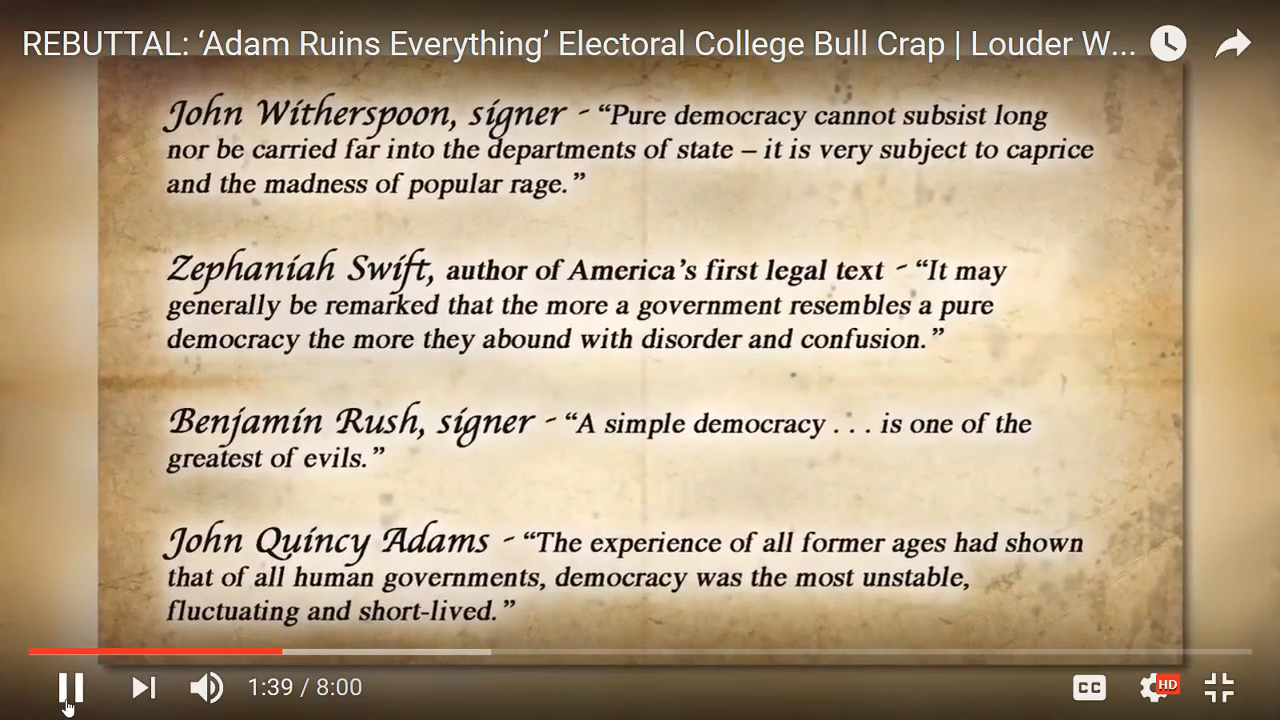 REBUTTAL: ‘Adam Ruins Everything’ Electoral College Bull Crap | Louder W...
John Witherspoon, signer - “Pure democracy cannot subsist long
nor be carried far into the departments of state – it is very subject to caprice
and the madness of popular rage.”
Zephaniah Swift, author of America’s first legal text - “It may
generally be remarked that the more a government resembles a pure
democracy the more they abound with disorder and confusion.”
Benjamin Rush, signer - “A simple democracy . . . is one of the
greatest of evils.”
John Quincy Adams - “The experience of all former ages had shown
that of all human governments, democracy was the most unstable,
fluctuating and short-lived.”
1:39 / 8:00
CC
HD